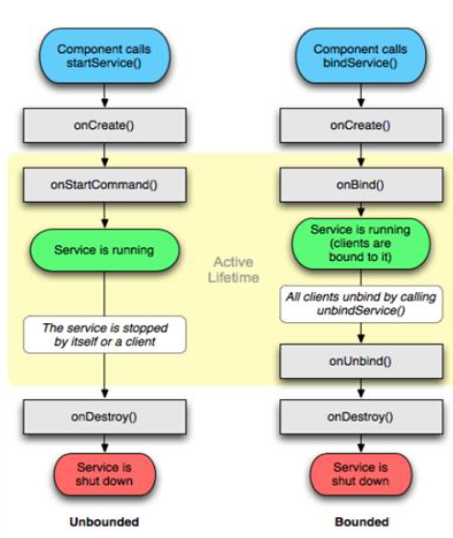 Component calls
startService()
onCreate()
onStartCommand()
Service is running
The service is stopped
by itself or a client
onDestroy()
Service is
shut down
Unbounded
Active
Lifetime
Component calls
bindService()
onCreate()
onBind()
Service is running
(clients are
bound to it)
All clients unbind by calling
unbindService()
onUnbind()
onDestroy()
Service is
shut down
Bounded